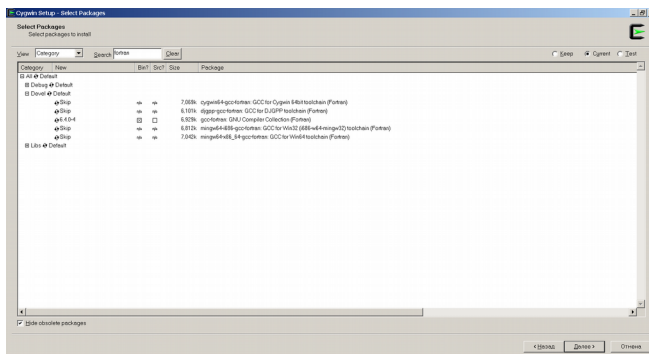 Cygwin Setup - Select Packages
Select Packages
Select packages to install
View Category Search fortran Clear Keep Current Test
Category New Bin? Src? Size Package
All Default
Debug Default
Devel Default
Skip n/a n/a 7,069k cygwin64-gcc-fortran: GCC for Cygwin 64bit toolchain (Fortran)
Skip n/a n/a 6,101k djgpp-gcc-fortran: GCC for DJGPP toolchain (Fortran)
6.4.0-4 6,929k gcc-fortran: GNU Compiler Collection (Fortran)
Skip n/a n/a 6,812k mingw64-i686-gcc-fortran: GCC for Win32 (i686-w64-mingw32) toolchain (Fortran)
Skip n/a n/a 7,042k mingw64-x86_64-gcc-fortran: GCC for Win64 toolchain (Fortran)
Libs Default
Hide obsolete packages
< Назад Далее > Отмена